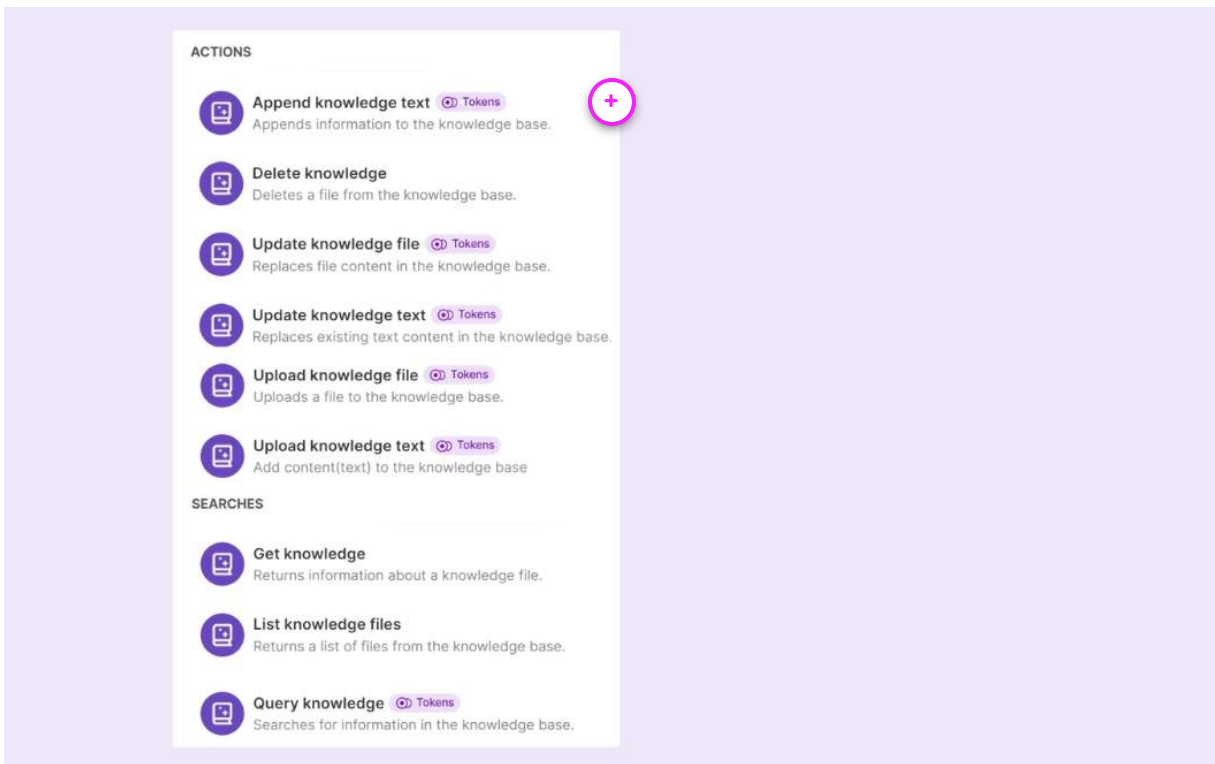 ACTIONS
Append knowledge text Tokens
+
Appends information to the knowledge base.
Delete knowledge
Deletes a file from the knowledge base.
Update knowledge file Tokens
Replaces file content in the knowledge base.
Update knowledge text Tokens
Replaces existing text content in the knowledge base.
Upload knowledge file Tokens
Uploads a file to the knowledge base.
Upload knowledge text Tokens
Add content(text) to the knowledge base
SEARCHES
Get knowledge
Returns information about a knowledge file.
List knowledge files
Returns a list of files from the knowledge base.
Query knowledge Tokens
Searches for information in the knowledge base.